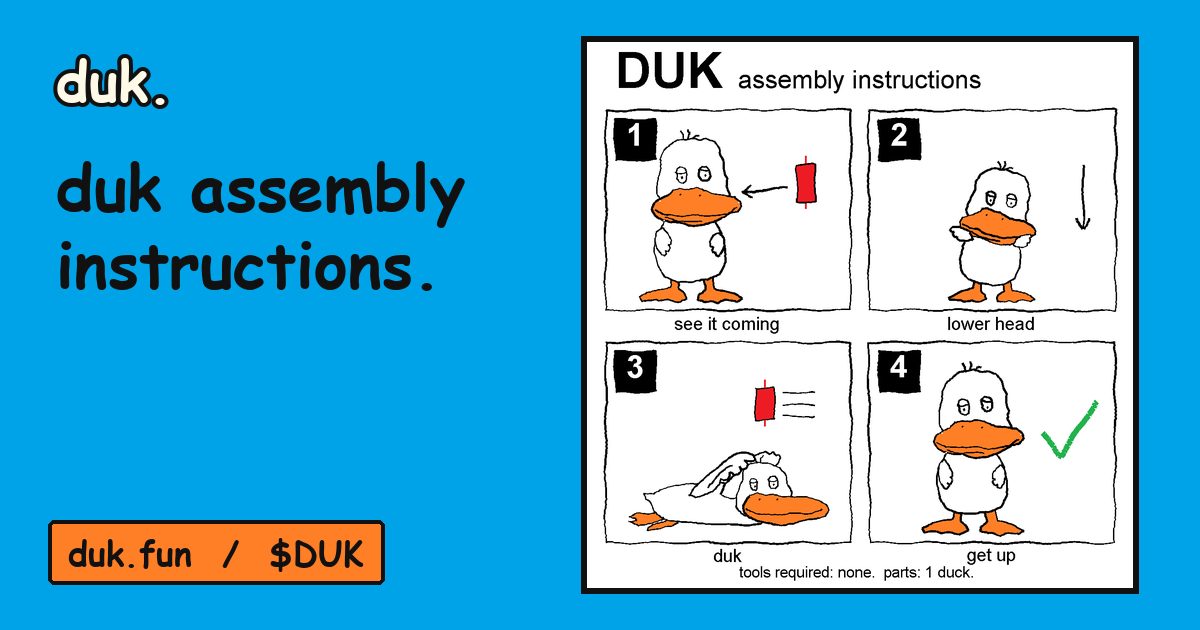 duk.
duk assembly
instructions.
duk.fun / $DUK
DUK assembly instructions
1
2
see it coming
lower head
3
4
duk
get up
tools required: none. parts: 1 duck.